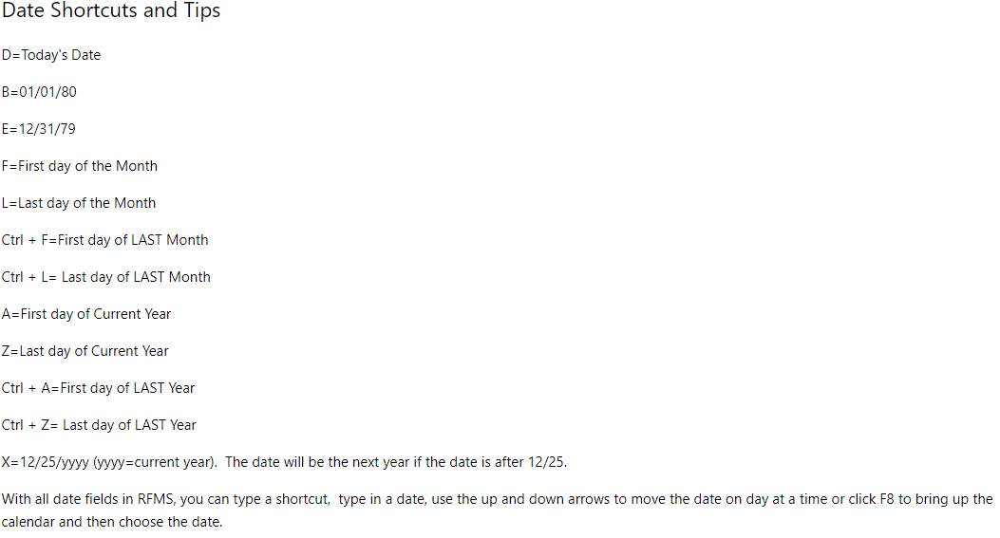 Date Shortcuts and Tips
D=Today's Date
B=01/01/80
E=12/31/79
F=First day of the Month
L=Last day of the Month
Ctrl + F=First day of LAST Month
Ctrl + L= Last day of LAST Month
A=First day of Current Year
Z=Last day of Current Year
Ctrl + A=First day of LAST Year
Ctrl + Z= Last day of LAST Year
X=12/25/yyyy (yyyy=current year).  The date will be the next year if the date is after 12/25.
With all date fields in RFMS, you can type a shortcut,  type in a date, use the up and down arrows to move the date on day at a time or click F8 to bring up the
calendar and then choose the date.